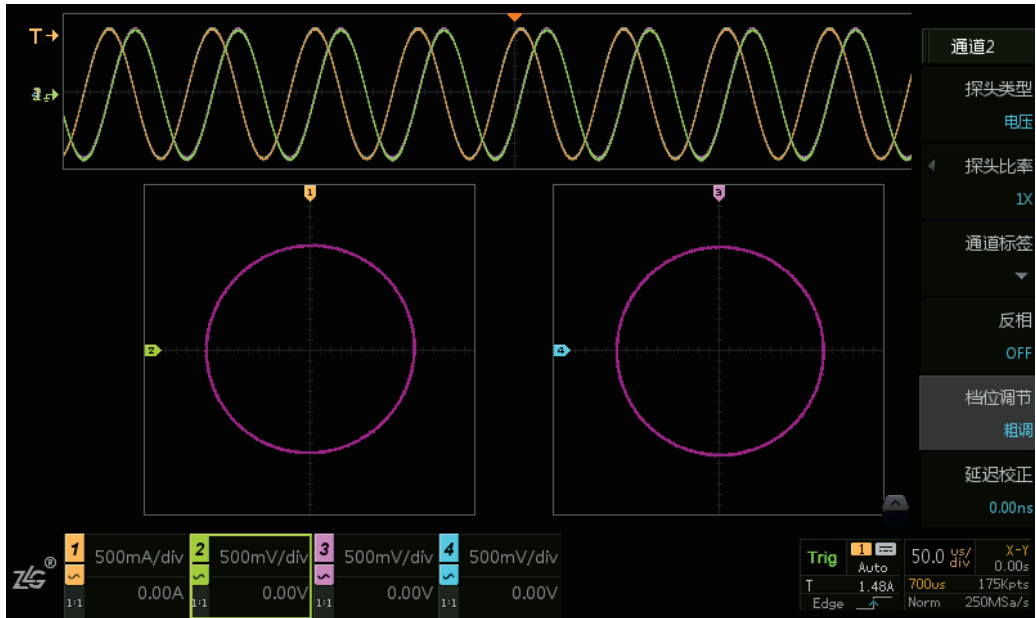 T
通道2
探头类型
电压
探头比率
1X
通道标签
反相
OFF
档位调节
粗调
延迟校正
0.00ns
1
2
3
4
ZLG®
1
500mA/div
0.00A
1:1
2
500mV/div
0.00V
1:1
3
500mV/div
0.00V
1:1
4
500mV/div
0.00V
1:1
Trig
1
Auto
T 1.48A
Edge
50.0 us/div
X-Y
0.00s
700us 175Kpts
Norm 250MSa/s